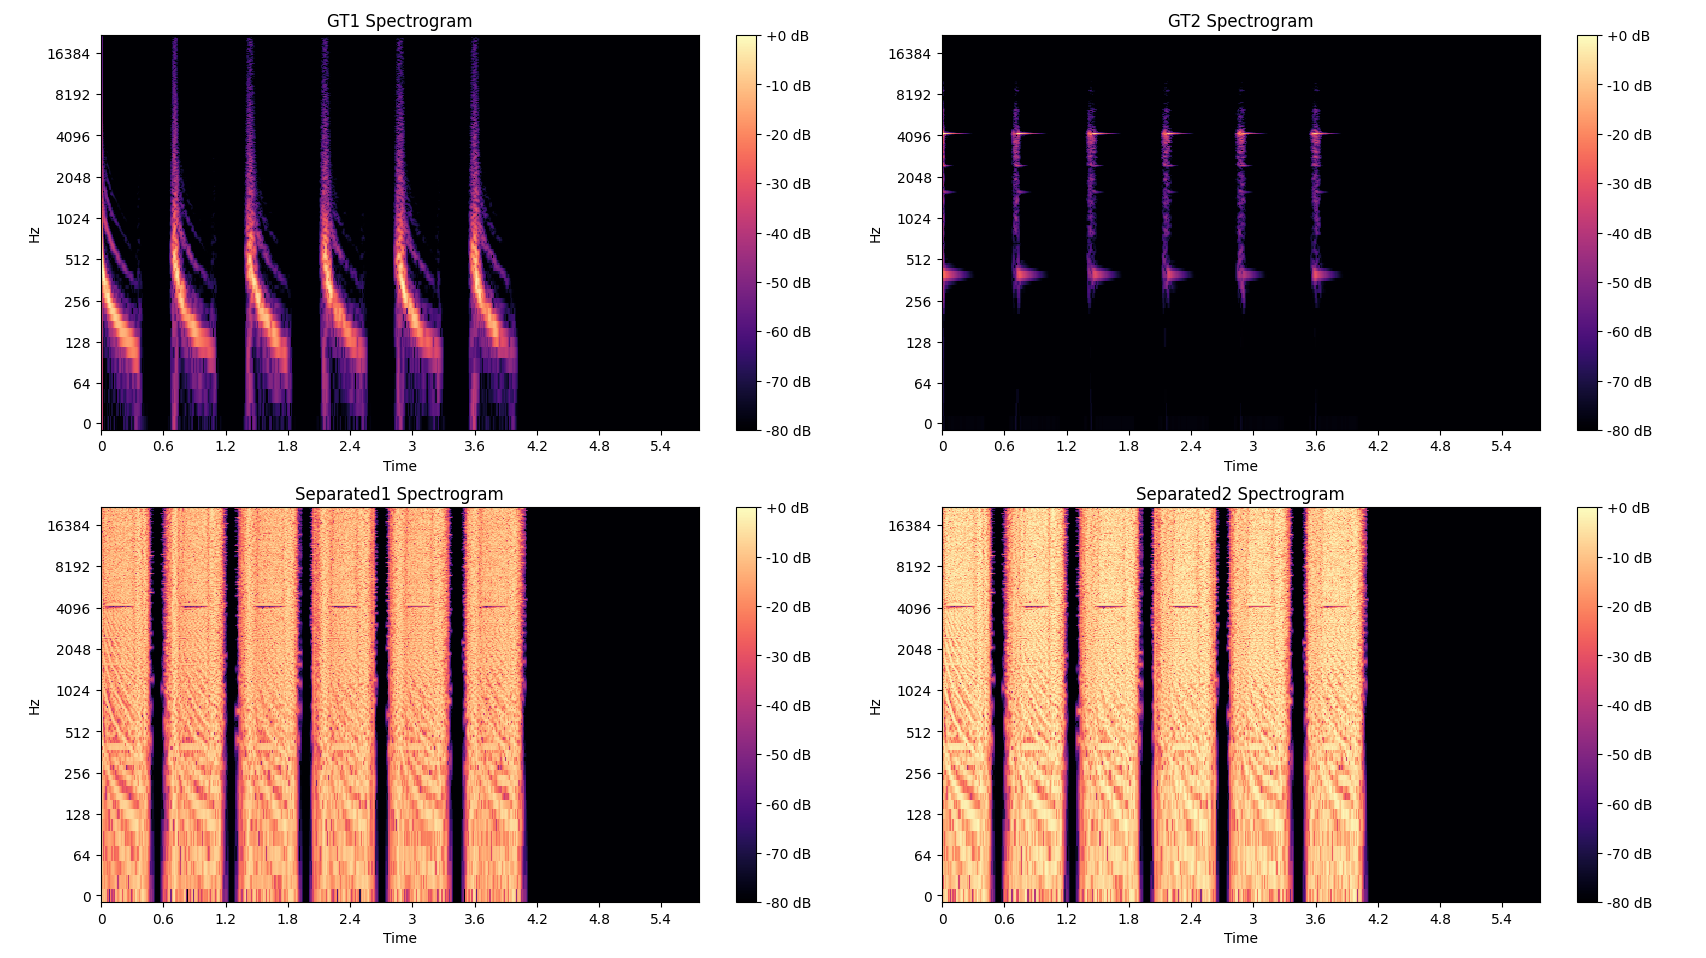 GT1 Spectrogram
16384
8192
4096
2048
1024
512
256
128
64
0
Hz
0 0.6 1.2 1.8 2.4 3 3.6 4.2 4.8 5.4
Time
+0 dB
-10 dB
-20 dB
-30 dB
-40 dB
-50 dB
-60 dB
-70 dB
-80 dB
GT2 Spectrogram
16384
8192
4096
2048
1024
512
256
128
64
0
Hz
0 0.6 1.2 1.8 2.4 3 3.6 4.2 4.8 5.4
Time
+0 dB
-10 dB
-20 dB
-30 dB
-40 dB
-50 dB
-60 dB
-70 dB
-80 dB
Separated1 Spectrogram
16384
8192
4096
2048
1024
512
256
128
64
0
Hz
0 0.6 1.2 1.8 2.4 3 3.6 4.2 4.8 5.4
Time
+0 dB
-10 dB
-20 dB
-30 dB
-40 dB
-50 dB
-60 dB
-70 dB
-80 dB
Separated2 Spectrogram
16384
8192
4096
2048
1024
512
256
128
64
0
Hz
0 0.6 1.2 1.8 2.4 3 3.6 4.2 4.8 5.4
Time
+0 dB
-10 dB
-20 dB
-30 dB
-40 dB
-50 dB
-60 dB
-70 dB
-80 dB